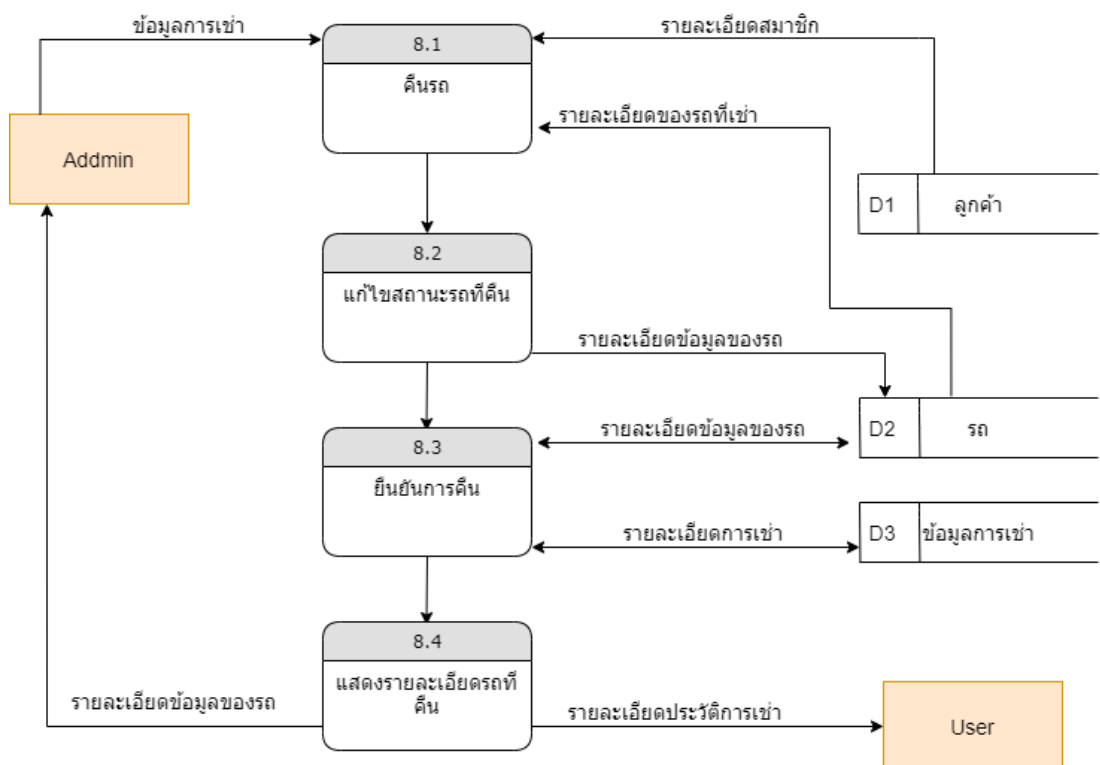 ข้อมูลการเช่า
รายละเอียดสมาชิก
8.1
คืนรถ
รายละเอียดของรถที่เช่า
Addmin
D1
ลูกค้า
8.2
แก้ไขสถานะรถที่คืน
รายละเอียดข้อมูลของรถ
รายละเอียดข้อมูลของรถ
D2
รถ
8.3
ยืนยันการคืน
รายละเอียดการเช่า
D3
ข้อมูลการเช่า
8.4
แสดงรายละเอียดรถที่
คืน
รายละเอียดข้อมูลของรถ
รายละเอียดประวัติการเช่า
User